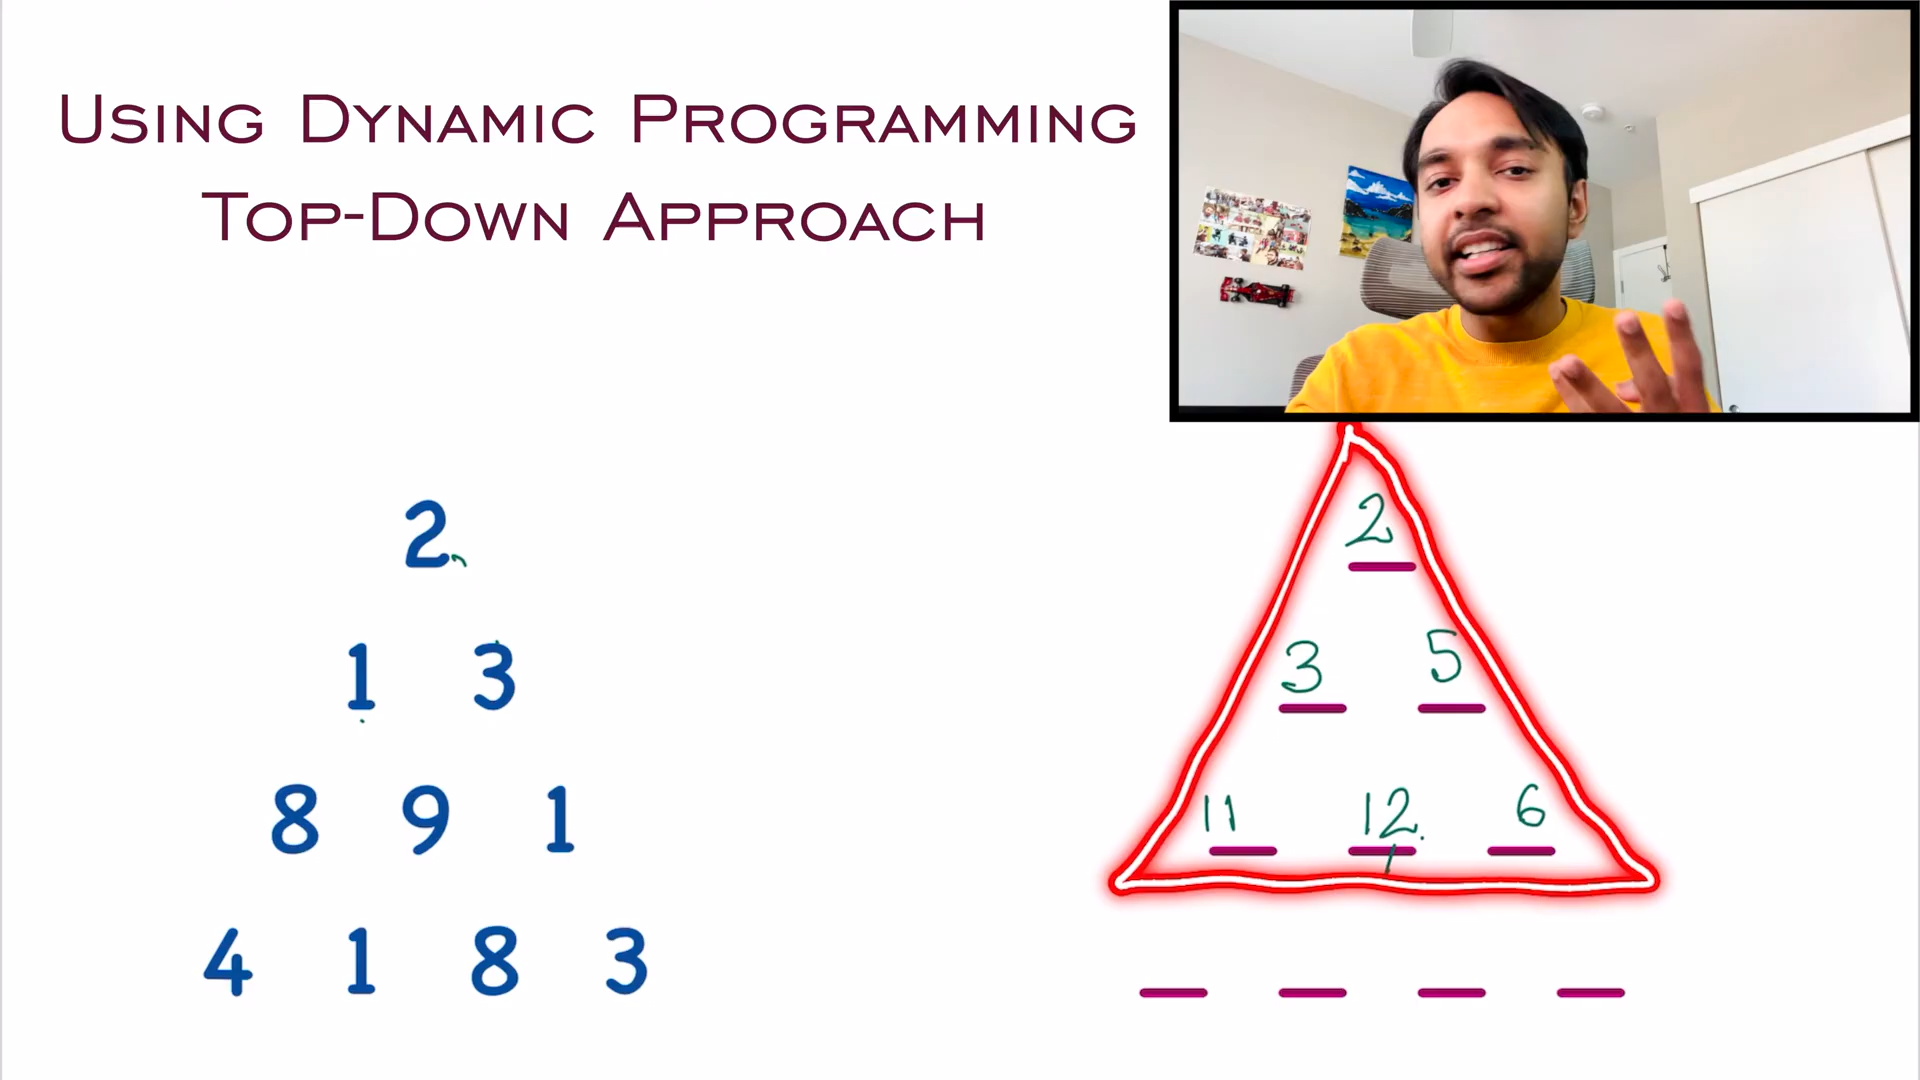 USING DYNAMIC PROGRAMMING
TOP-DOWN APPROACH
2
1 3
8 9 1
4 1 8 3
2
3 5
11 12 6